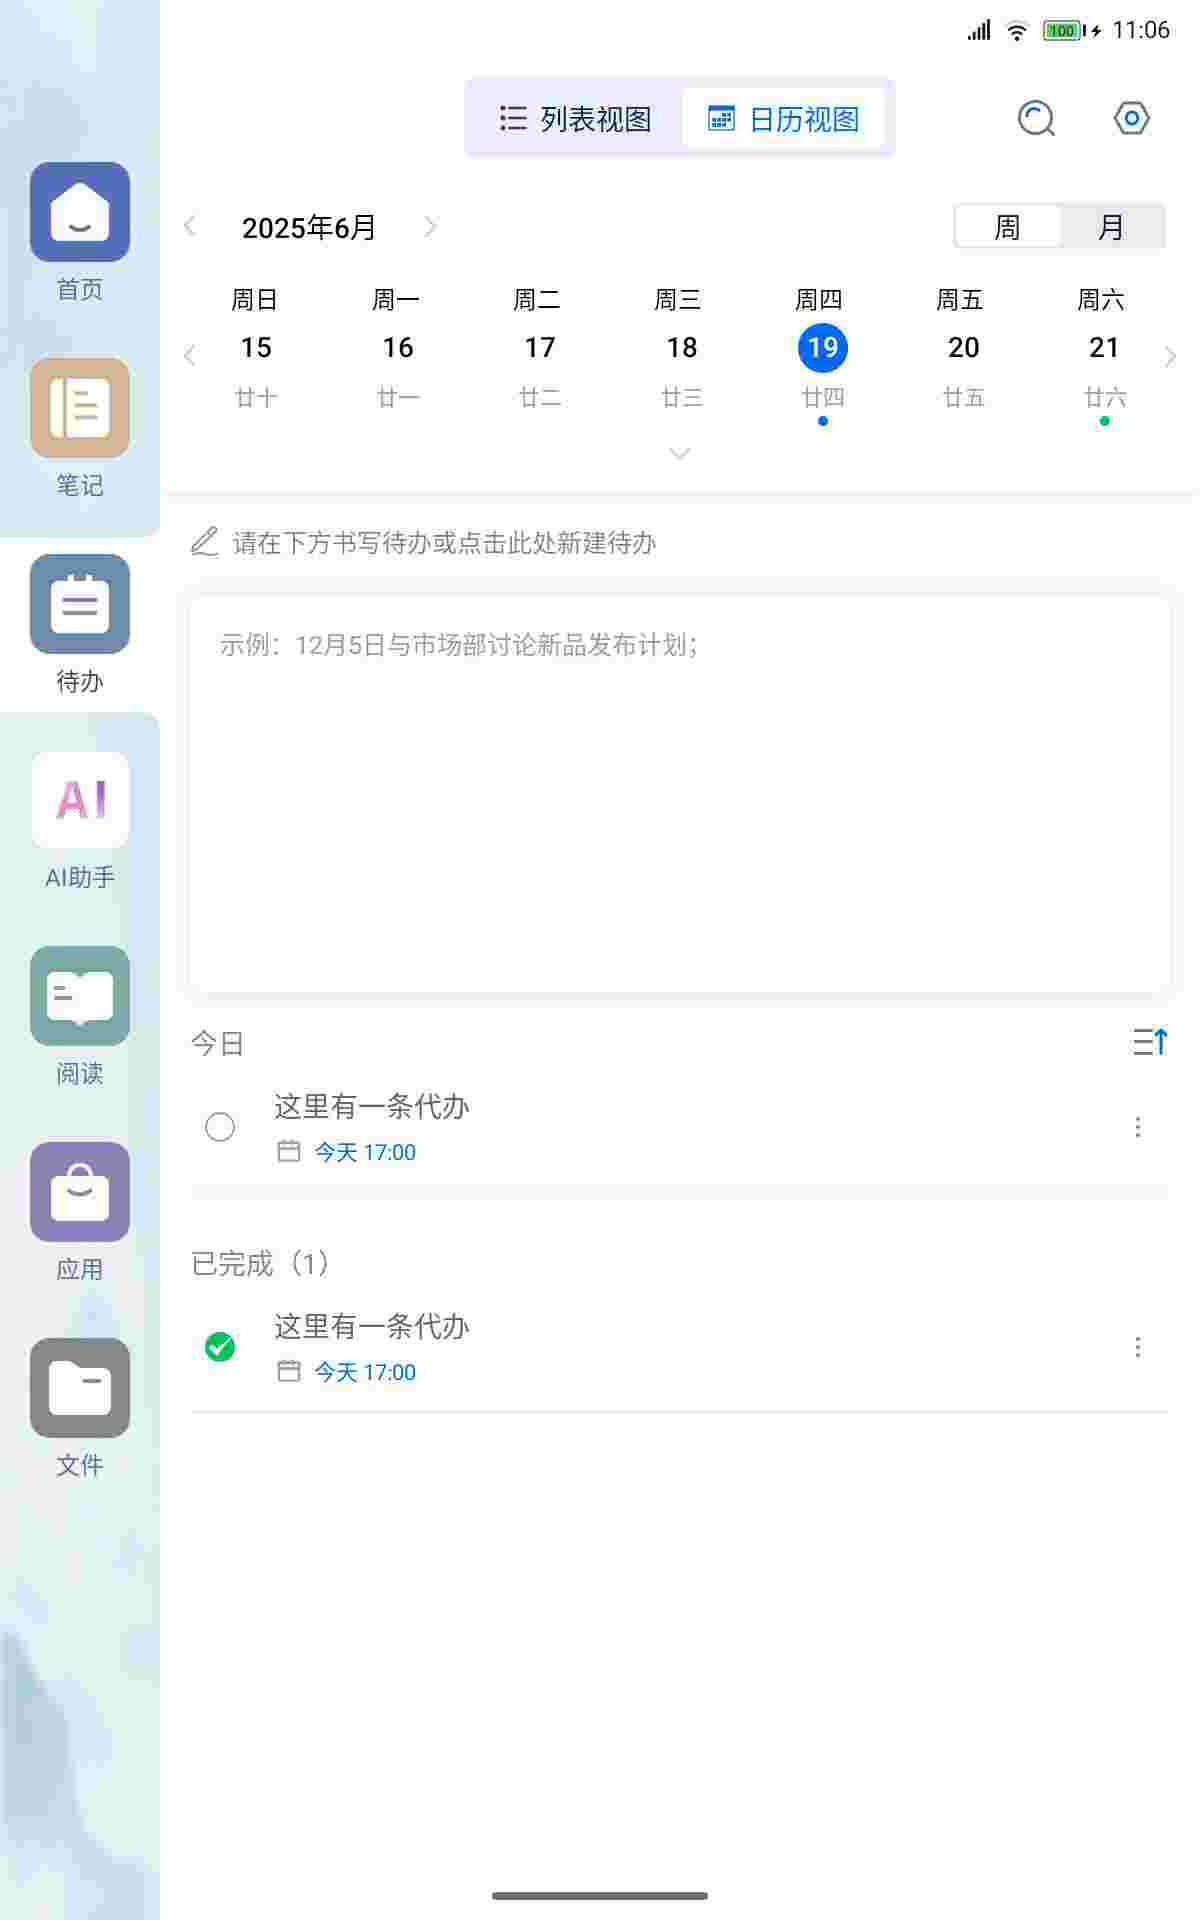 100 11:06
列表视图 日历视图
2025年6月 周 月
周日 周一 周二 周三 周四 周五 周六
15 16 17 18 19 20 21
廿十 廿一 廿二 廿三 廿四 廿五 廿六
请在下方书写待办或点击此处新建待办
示例：12月5日与市场部讨论新品发布计划；
今日
这里有一条代办
今天 17:00
已完成（1）
这里有一条代办
今天 17:00
首页
笔记
待办
AI
AI助手
阅读
应用
文件